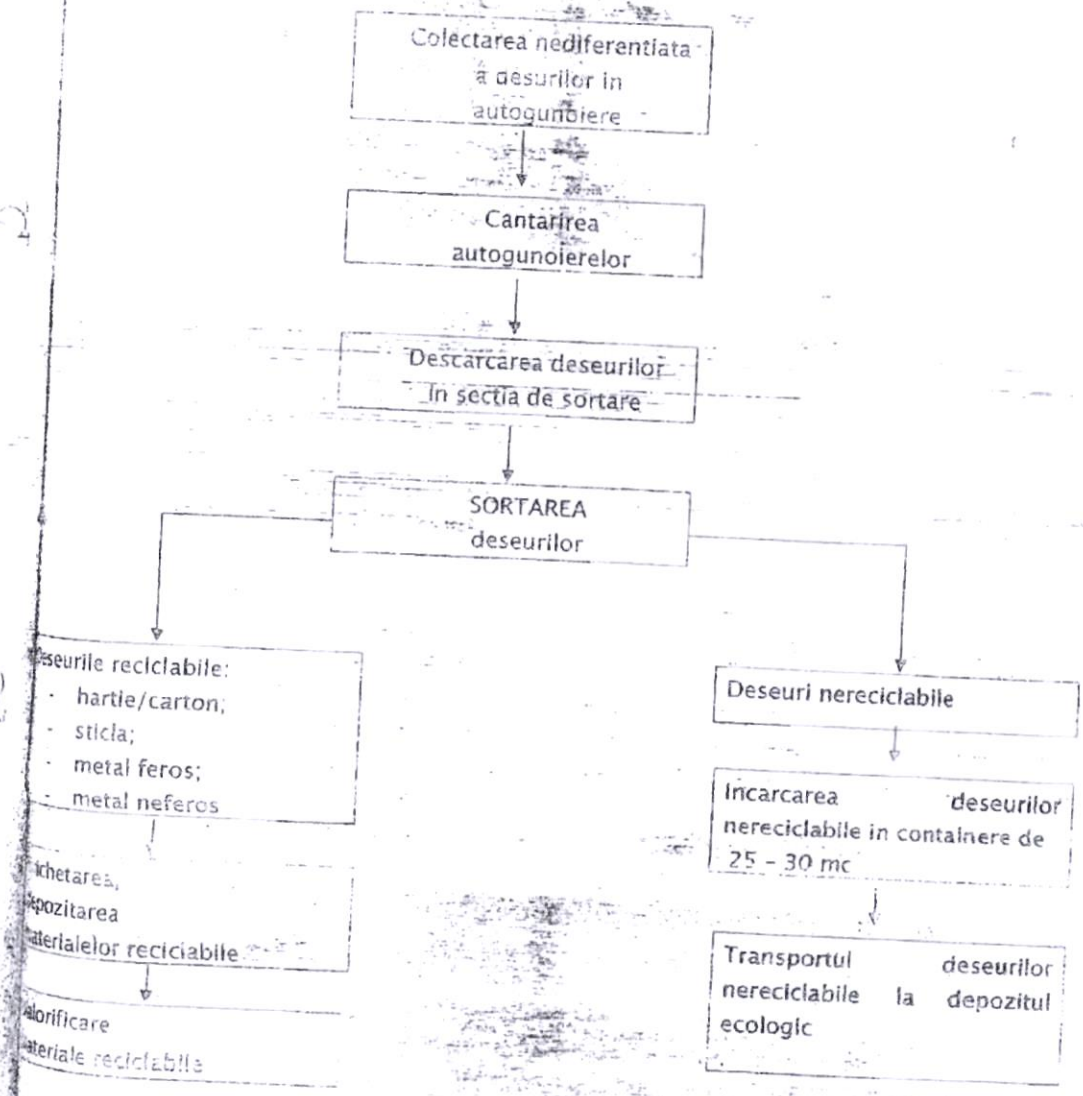 Colectarea nediferentiata
a desurilor in
autogunoiere
Cantarirea
autogunoierelor
Descarcarea deseurilor
in sectia de sortare
SORTAREA
deseurilor
eseurile reciclabile:
- hartie/carton;
- sticla;
- metal feros;
- metal neferos
chetarea,
epozitarea
aterialelor reciclabile
alorificare
ateriale reciclabile
Deseuri nereciclabile
Incarcarea deseurilor
nereciclabile in containere de
25 - 30 mc
Transportul deseurilor
nereciclabile la depozitul
ecologic